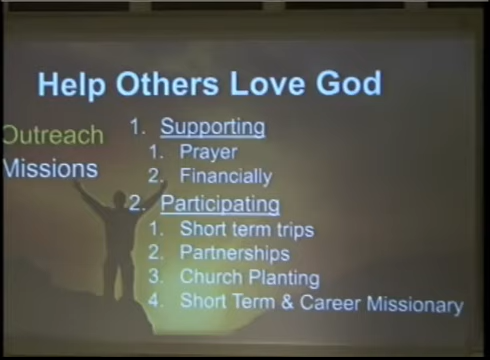 Help Others Love God
Outreach
Missions
1. Supporting
1. Prayer
2. Financially
2. Participating
1. Short term trips
2. Partnerships
3. Church Planting
4. Short Term & Career Missionary